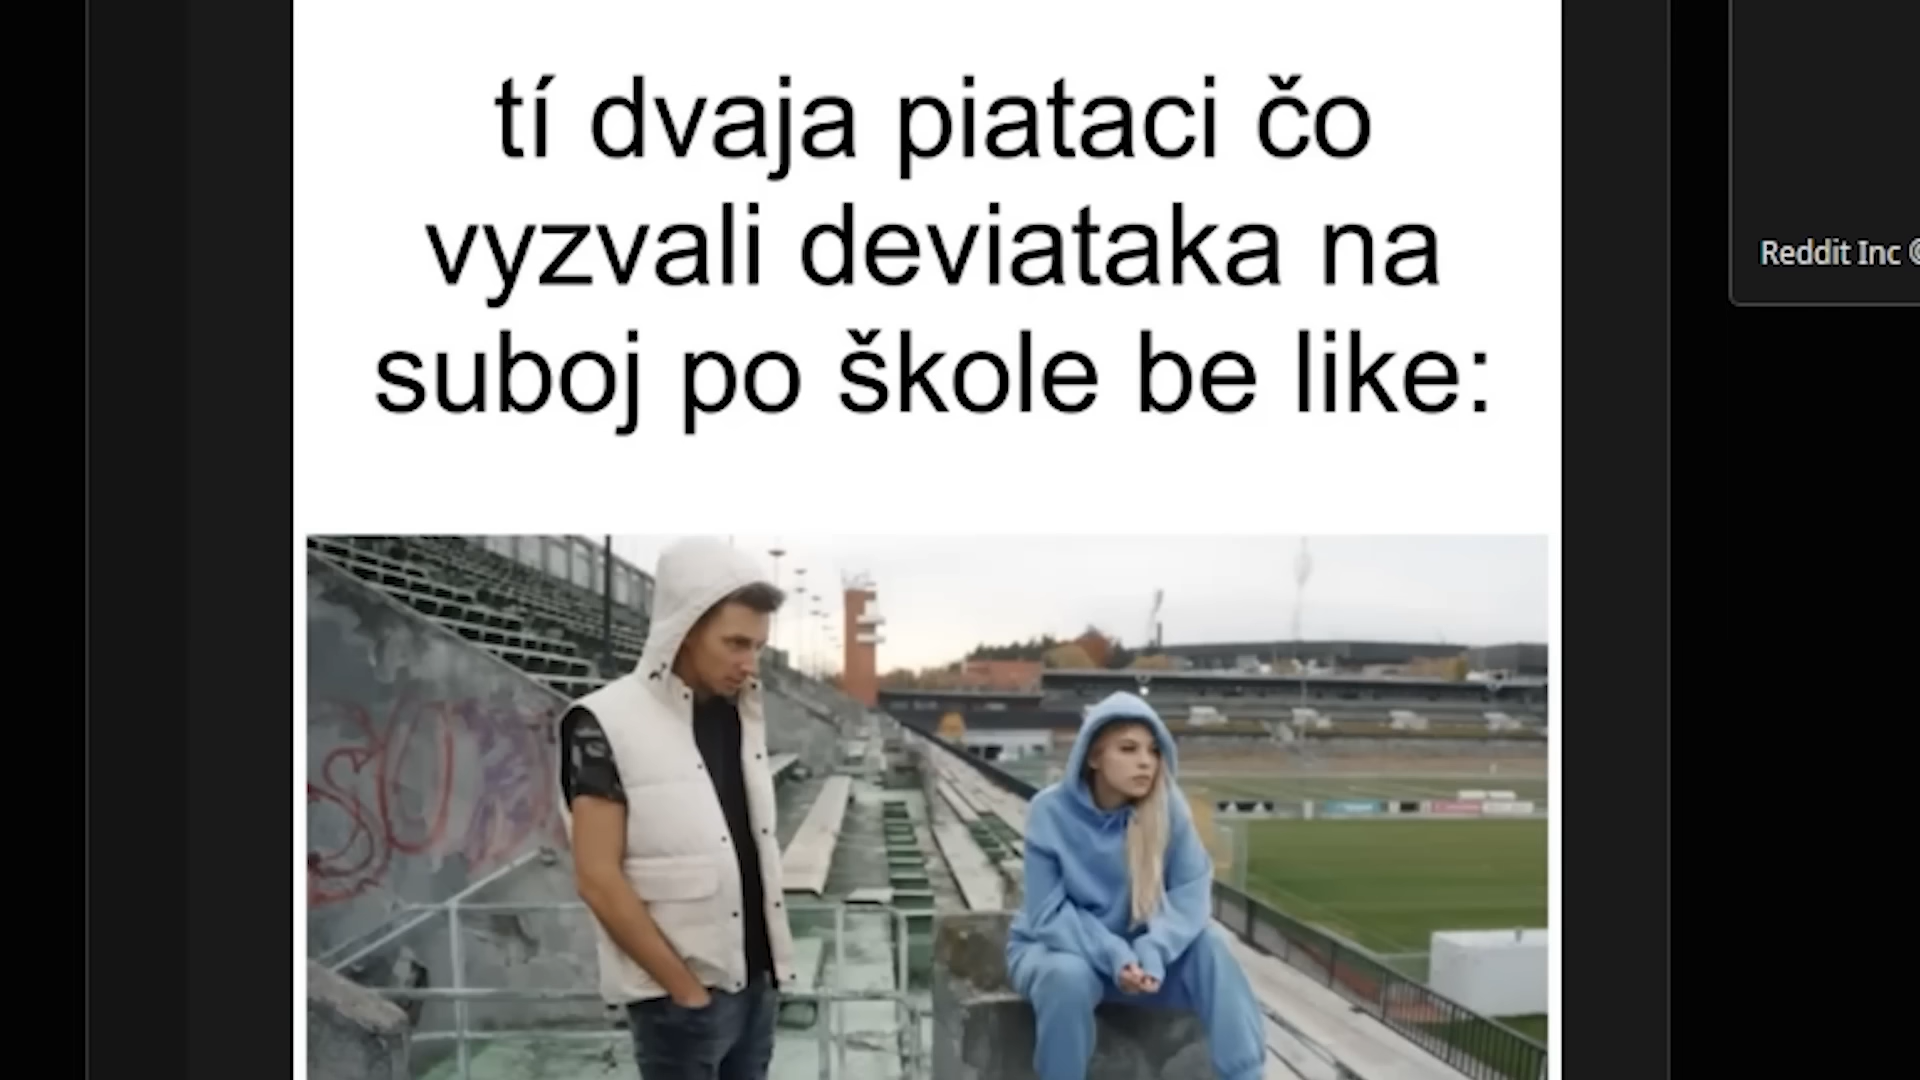 tí dvaja piataci čo
vyzvali deviataka na
suboj po škole be like:
Reddit Inc ©